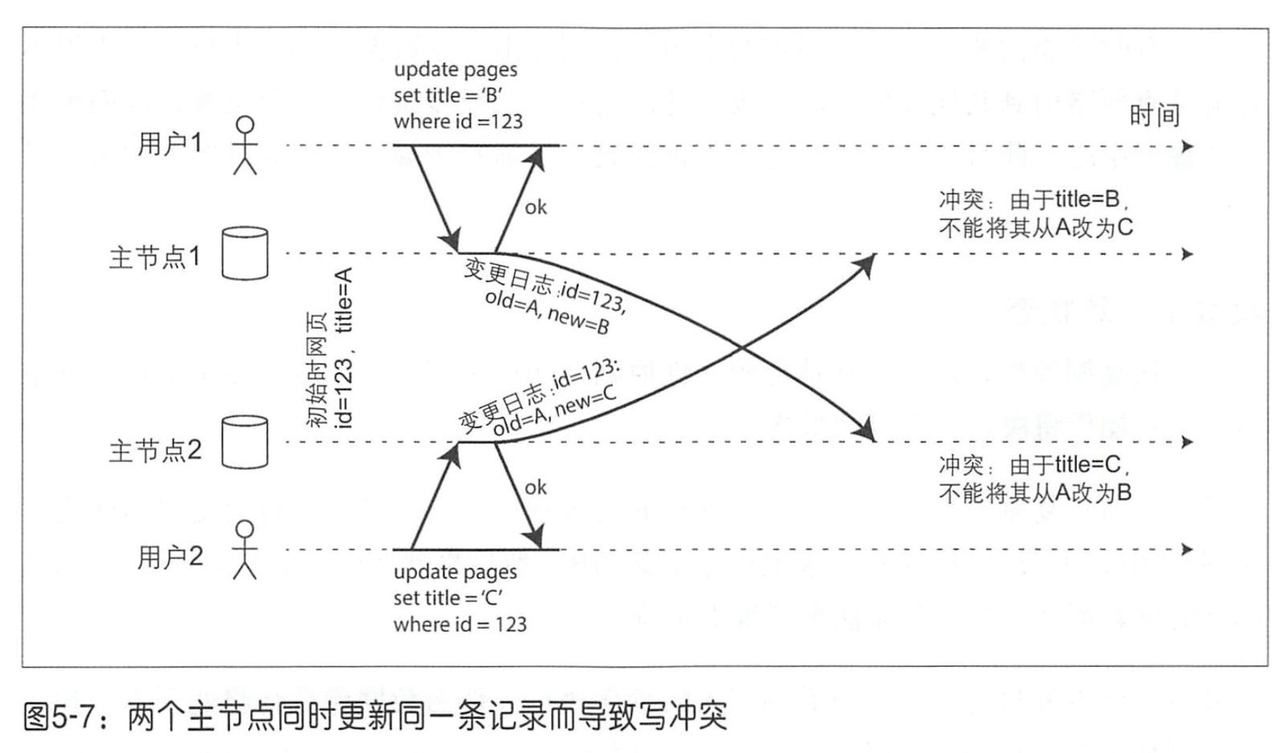 update pages
set title = ‘B’
where id =123
时间
用户1
ok
冲突：由于title=B，
不能将其从A改为C
主节点1
变更日志:id=123,
old=A, new=B
初始时网页
id=123，title=A
变更日志:id=123:
old=A, new=C
主节点2
冲突：由于title=C，
不能将其从A改为B
ok
用户2
update pages
set title = ‘C’
where id = 123
图5-7：两个主节点同时更新同一条记录而导致写冲突